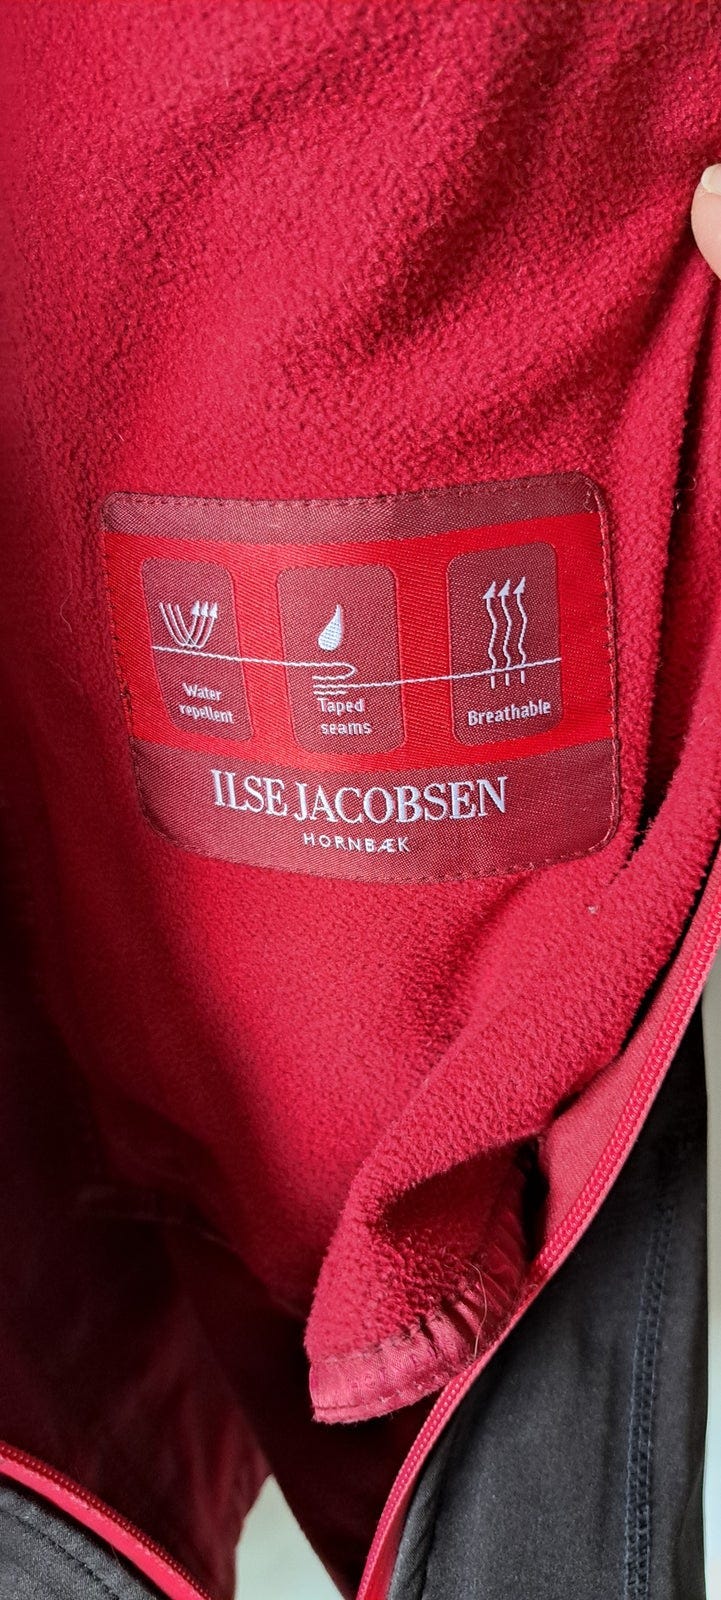 Water
repellent
Taped
seams
Breathable
ILSE JACOBSEN
HORNBÆK